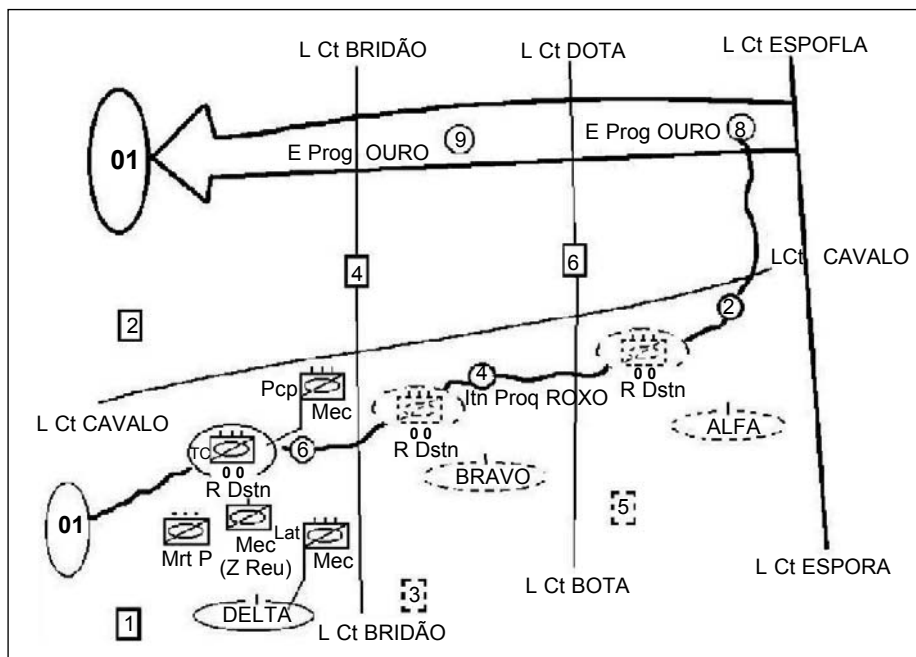 L Ct BRIDÃO
L Ct DOTA
L Ct ESPOFLA
01
E Prog OURO
9
E Prog OURO
8
4
6
LCt CAVALO
2
2
Pcp
Mec
4
Itn Proq ROXO
R Dstn
L Ct CAVALO
TC
R Dstn
6
R Dstn
ALFA
BRAVO
01
Mrt P
Mec
(Z Reu)
Lat
Mec
5
DELTA
3
L Ct BOTA
L Ct ESPORA
1
L Ct BRIDÃO